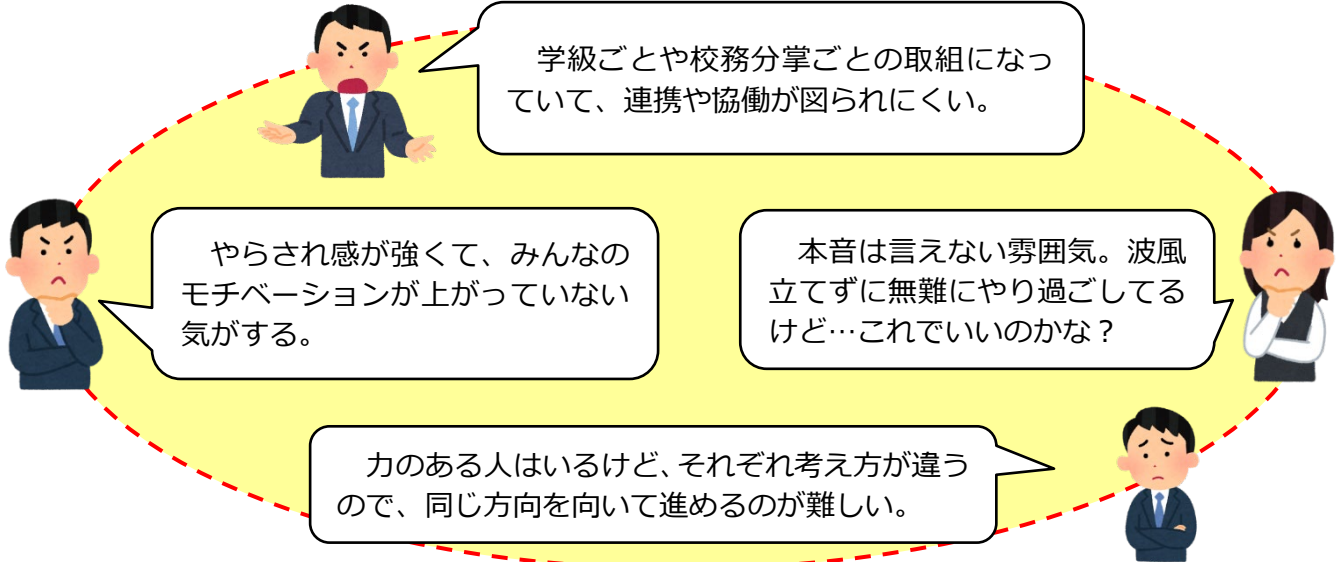 学級ごとや校務分掌ごとの取組になっ
ていて、連携や協働が図られにくい。
やらされ感が強くて、みんなの
モチベーションが上がっていない
気がする。
本音は言えない雰囲気。波風
立てずに無難にやり過ごしてる
けど…これでいいのかな？
力のある人はいるけど、それぞれ考え方が違う
ので、同じ方向を向いて進めるのが難しい。